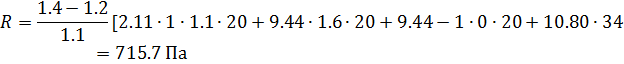 R = \frac{1.4 − 1.2}{1.1} [2.11 ∙ 1 ∙ 1.1 ∙ 20 + 9.44 ∙ 1.6 ∙ 20 + 9.44 − 1 ∙ 0 ∙ 20 + 10.80 ∙ 34
= 715.7 Па